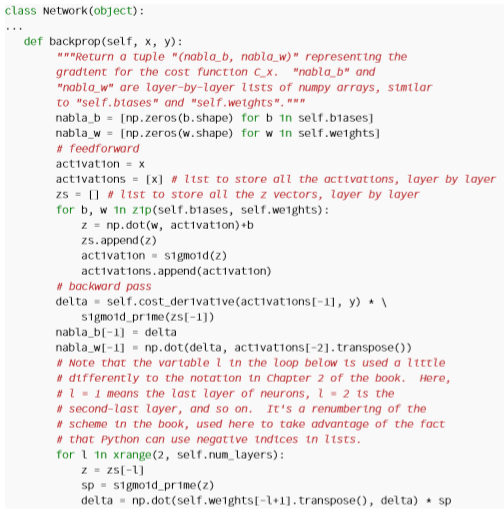 class Network(object):
...
    def backprop(self, x, y):
        """Return a tuple "(nabla_b, nabla_w)" representing the
        gradient for the cost function C_x.  "nabla_b" and
        "nabla_w" are layer-by-layer lists of numpy arrays, similar
        to "self.biases" and "self.weights"."""
        nabla_b = [np.zeros(b.shape) for b in self.biases]
        nabla_w = [np.zeros(w.shape) for w in self.weights]
        # feedforward
        activation = x
        activations = [x] # list to store all the activations, layer by layer
        zs = [] # list to store all the z vectors, layer by layer
        for b, w in zip(self.biases, self.weights):
            z = np.dot(w, activation)+b
            zs.append(z)
            activation = sigmoid(z)
            activations.append(activation)
        # backward pass
        delta = self.cost_derivative(activations[-1], y) * \
            sigmoid_prime(zs[-1])
        nabla_b[-1] = delta
        nabla_w[-1] = np.dot(delta, activations[-2].transpose())
        # Note that the variable l in the loop below is used a little
        # differently to the notation in Chapter 2 of the book.  Here,
        # l = 1 means the last layer of neurons, l = 2 is the
        # second-last layer, and so on.  It's a renumbering of the
        # scheme in the book, used here to take advantage of the fact
        # that Python can use negative indices in lists.
        for l in xrange(2, self.num_layers):
            z = zs[-l]
            sp = sigmoid_prime(z)
            delta = np.dot(self.weights[-l+1].transpose(), delta) * sp